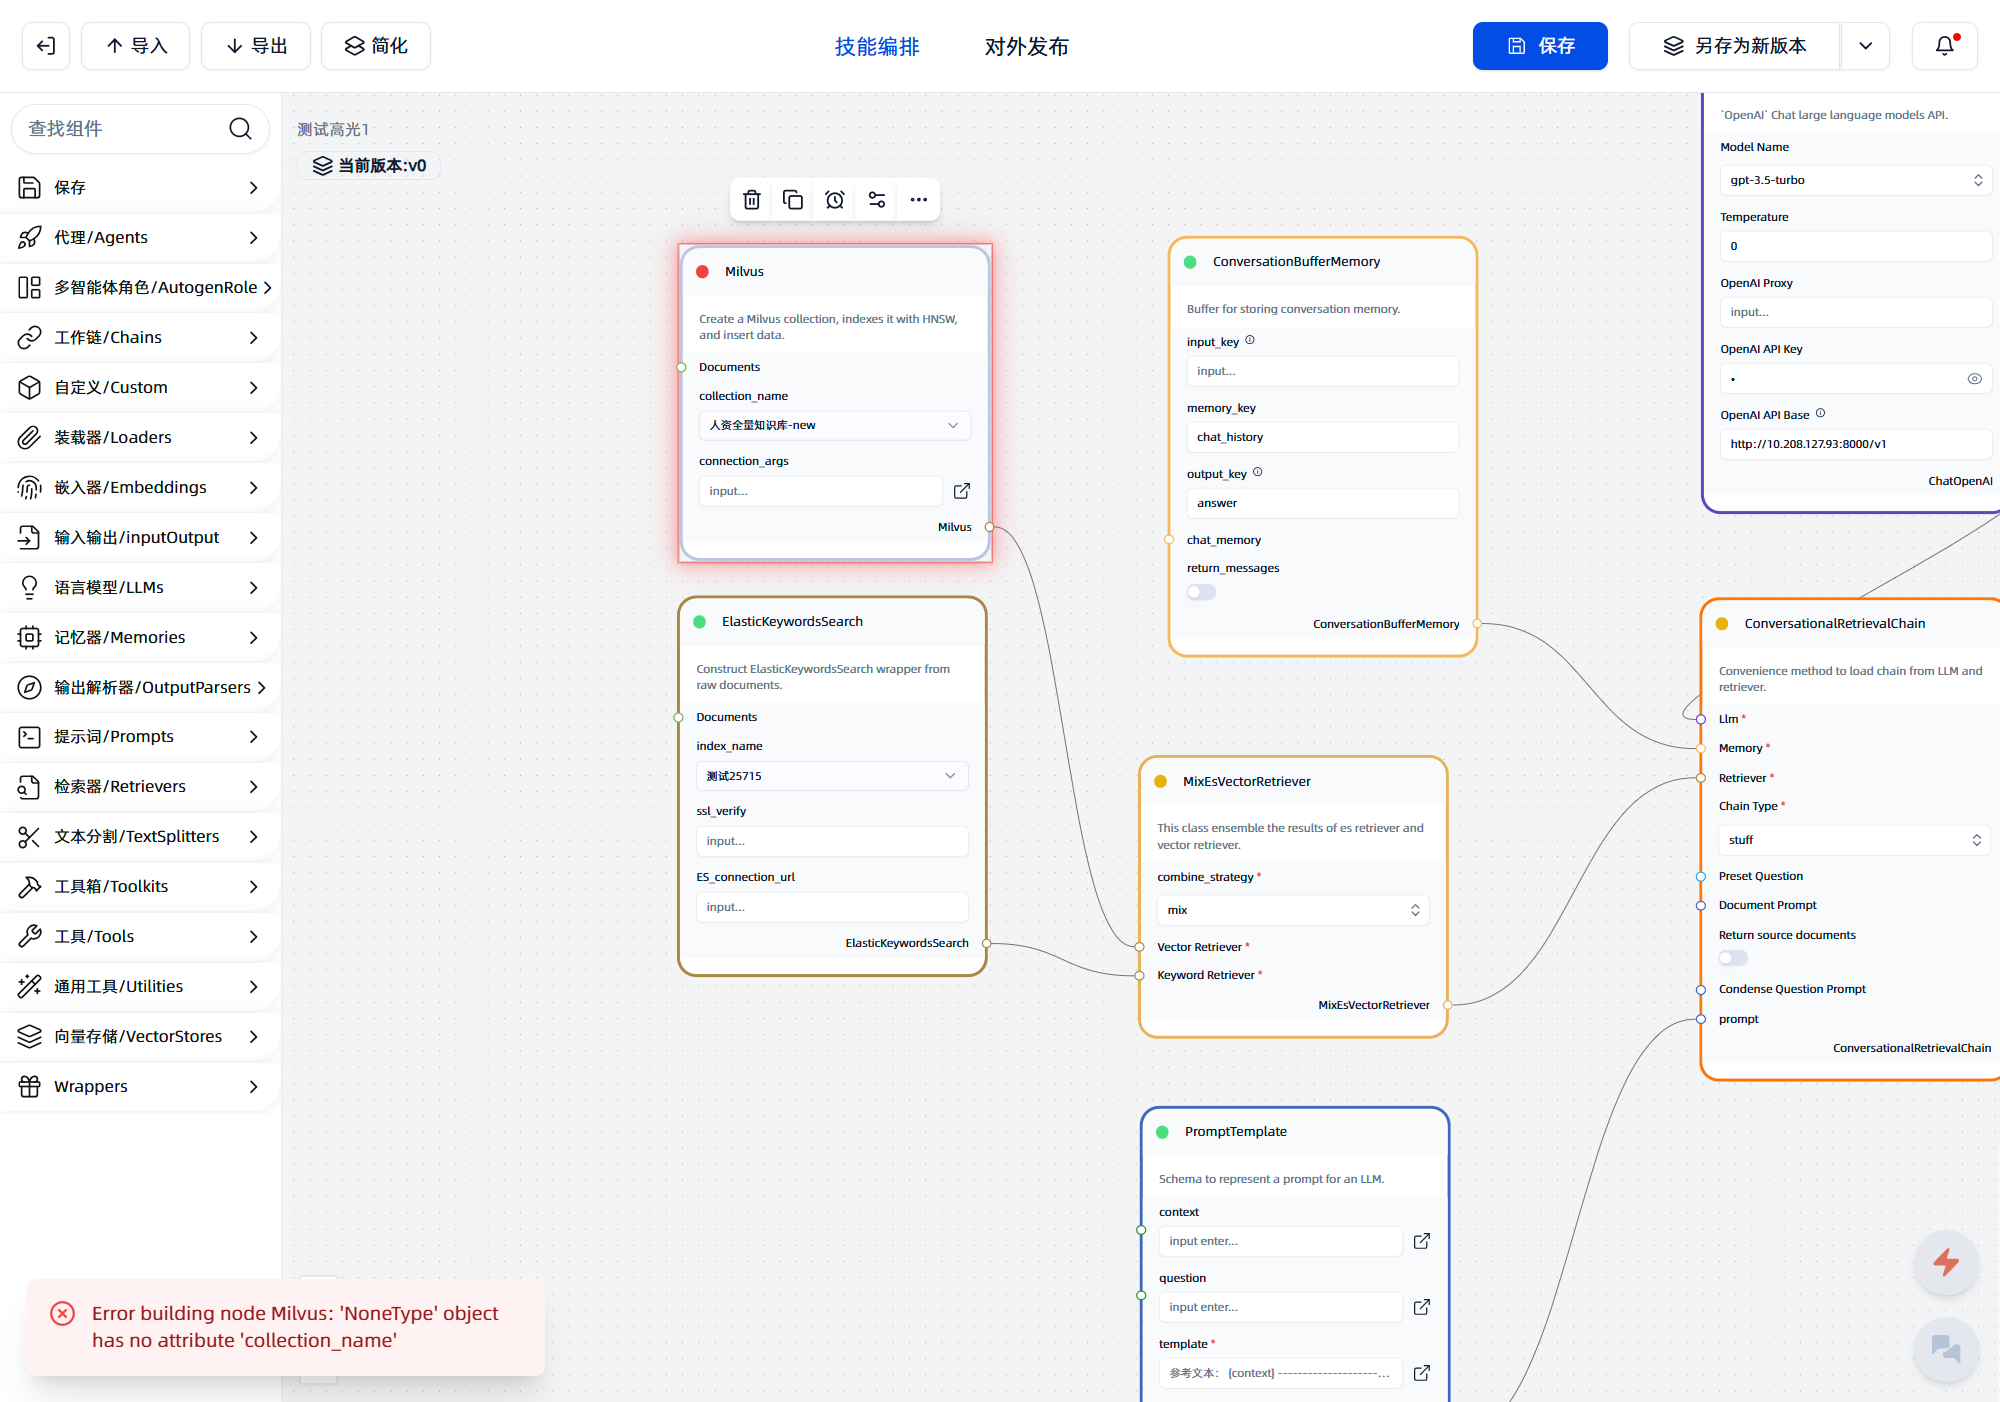 导入
导出
简化
技能编排
对外发布
保存
另存为新版本
查找组件
保存
代理/Agents
多智能体角色/AutogenRole
工作链/Chains
自定义/Custom
装载器/Loaders
嵌入器/Embeddings
输入输出/inputOutput
语言模型/LLMs
记忆器/Memories
输出解析器/OutputParsers
提示词/Prompts
检索器/Retrievers
文本分割/TextSplitters
工具箱/Toolkits
工具/Tools
通用工具/Utilities
向量存储/VectorStores
Wrappers
测试高光1
当前版本:v0
Milvus
Create a Milvus collection, indexes it with HNSW,
and insert data.
Documents
collection_name
人资全量知识库-new
connection_args
input...
Milvus
ElasticKeywordsSearch
Construct ElasticKeywordsSearch wrapper from
raw documents.
Documents
index_name
测试25715
ssl_verify
input...
ES_connection_url
input...
ElasticKeywordsSearch
ConversationBufferMemory
Buffer for storing conversation memory.
input_key
input...
memory_key
chat_history
output_key
answer
chat_memory
return_messages
ConversationBufferMemory
MixEsVectorRetriever
This class ensemble the results of es retriever and
vector retriever.
combine_strategy *
mix
Vector Retriever *
Keyword Retriever *
MixEsVectorRetriever
PromptTemplate
Schema to represent a prompt for an LLM.
context
input enter...
question
input enter...
template *
参考文本： {context} --------------------...
`OpenAI` Chat large language models API.
Model Name
gpt-3.5-turbo
Temperature
0
OpenAI Proxy
input...
OpenAI API Key
•
OpenAI API Base
http://10.208.127.93:8000/v1
ChatOpenAI
ConversationalRetrievalChain
Convenience method to load chain from LLM and
retriever.
Llm *
Memory *
Retriever *
Chain Type *
stuff
Preset Question
Document Prompt
Return source documents
Condense Question Prompt
prompt
ConversationalRetrievalChain
Error building node Milvus: 'NoneType' object
has no attribute 'collection_name'